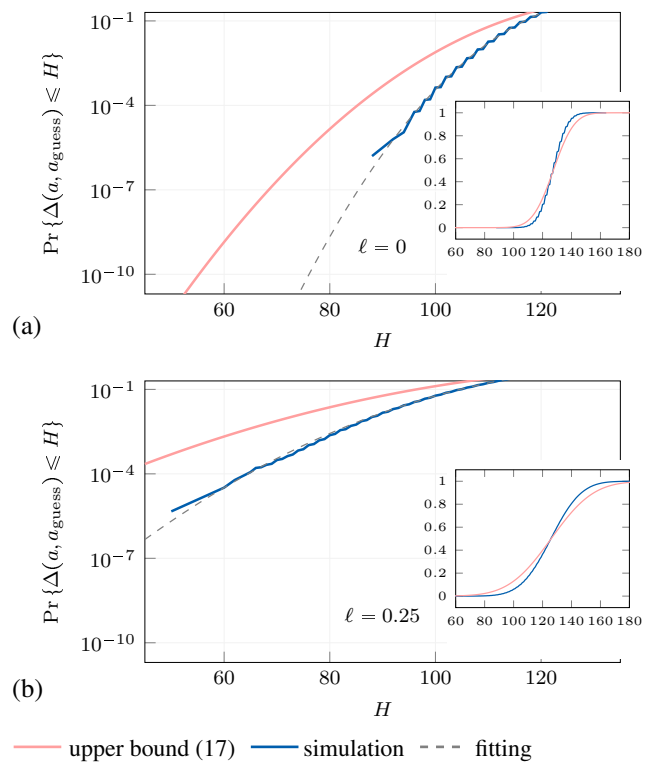 10^{-1}
10^{-4}
10^{-7}
10^{-10}
Pr {Δ(a, a_guess) ⩽ H}
ℓ = 0
1
0.8
0.6
0.4
0.2
0
60 80 100 120 140 160 180
60 80 100 120
H
(a)
10^{-1}
10^{-4}
10^{-7}
10^{-10}
Pr {Δ(a, a_guess) ⩽ H}
ℓ = 0.25
1
0.8
0.6
0.4
0.2
0
60 80 100 120 140 160 180
60 80 100 120
H
(b)
upper bound (17) simulation fitting